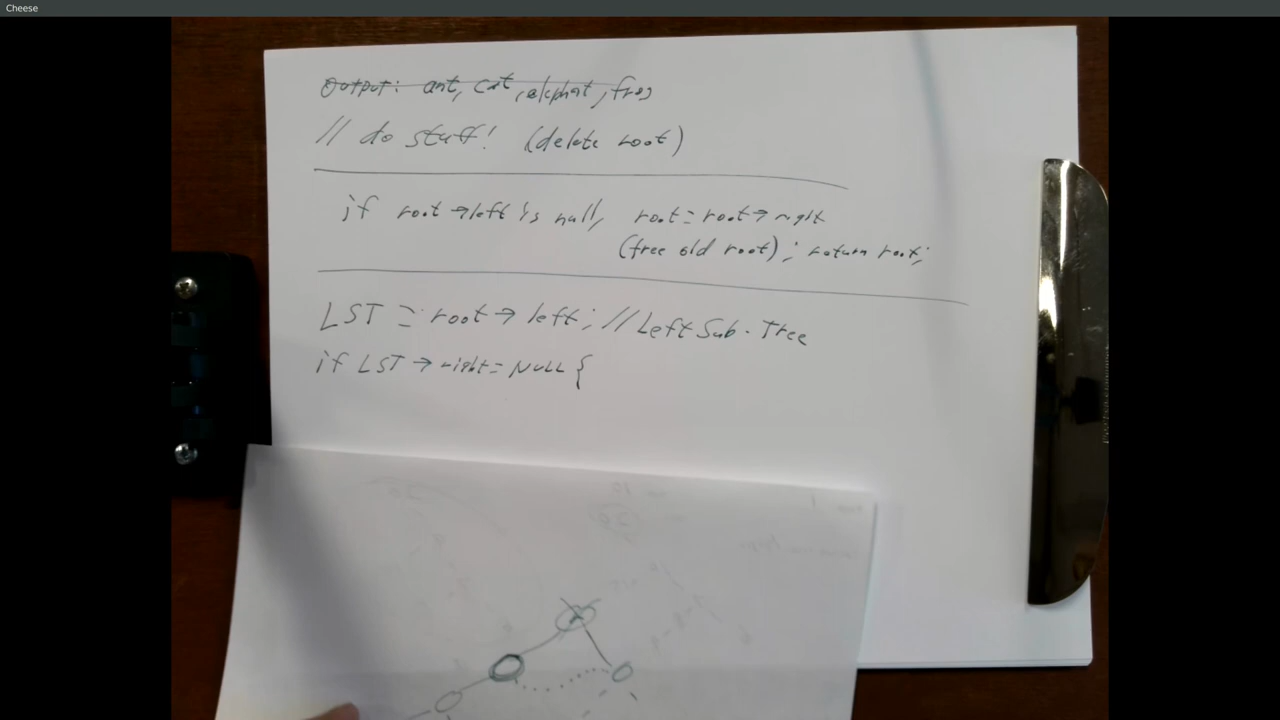 Cheese
Output: ant, cat, elephat, frog
// do stuff! (delete root)
if root→left is null, root=root→right
(free old root); return root;
LST = root→left; // Left Sub-Tree
if LST→right=NULL {